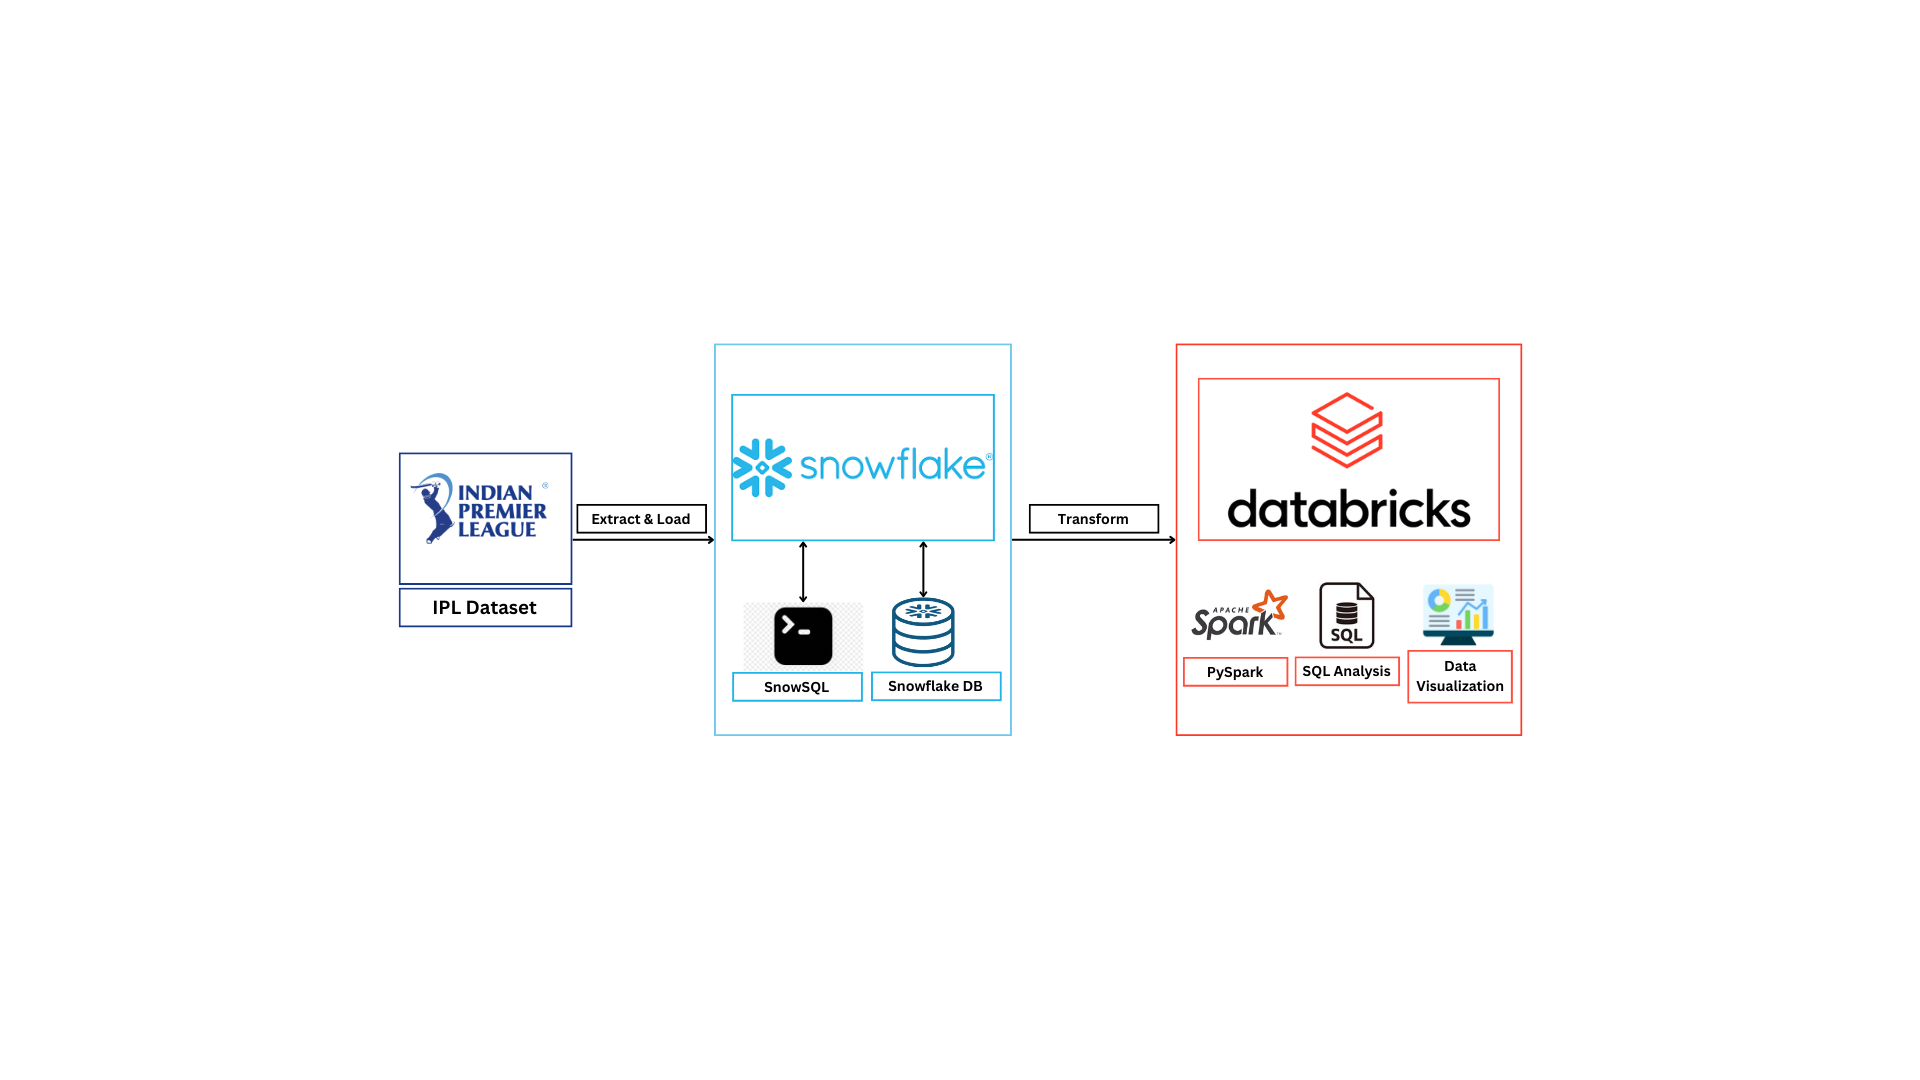 INDIAN
PREMIER
LEAGUE
®
IPL Dataset
Extract & Load
snowflake®
SnowSQL
Snowflake DB
Transform
databricks
APACHE
Spark™
PySpark
SQL
SQL Analysis
Data
Visualization